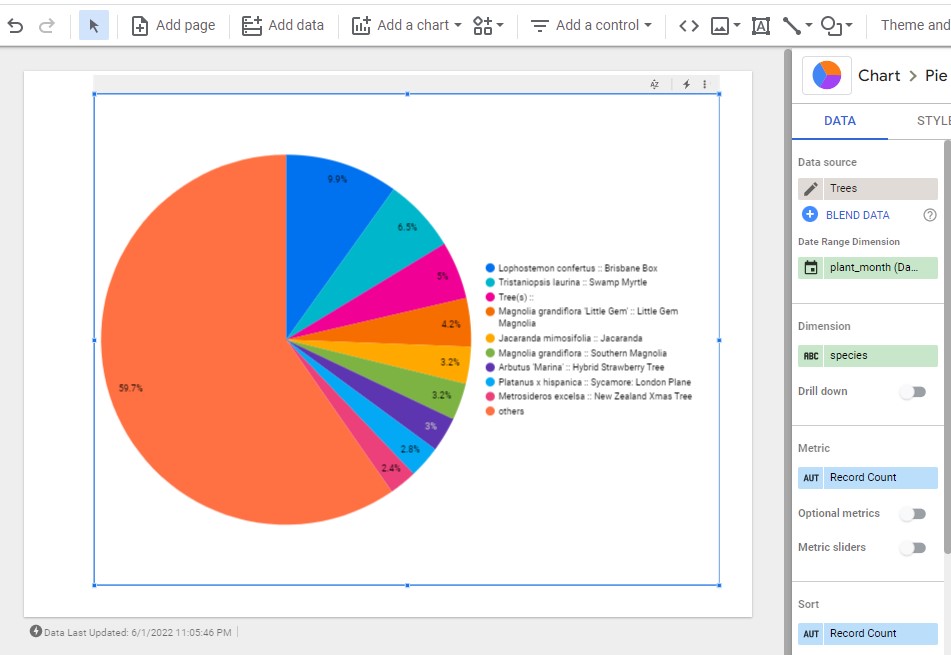 Add page
Add data
Add a chart
Add a control
Theme and
Chart > Pie
DATA
STYLE
Data source
Trees
BLEND DATA
Date Range Dimension
plant_month (Da...
Dimension
ABC species
Drill down
Metric
AUT Record Count
Optional metrics
Metric sliders
Sort
AUT Record Count
9.9%
6.5%
5%
4.2%
3.2%
3.2%
3%
2.8%
2.4%
59.7%
Lophostemon confertus :: Brisbane Box
Tristaniopsis laurina :: Swamp Myrtle
Tree(s) ::
Magnolia grandiflora 'Little Gem' :: Little Gem
Magnolia
Jacaranda mimosifolia :: Jacaranda
Magnolia grandiflora :: Southern Magnolia
Arbutus 'Marina' :: Hybrid Strawberry Tree
Platanus x hispanica :: Sycamore: London Plane
Metrosideros excelsa :: New Zealand Xmas Tree
others
Data Last Updated: 6/1/2022 11:05:46 PM